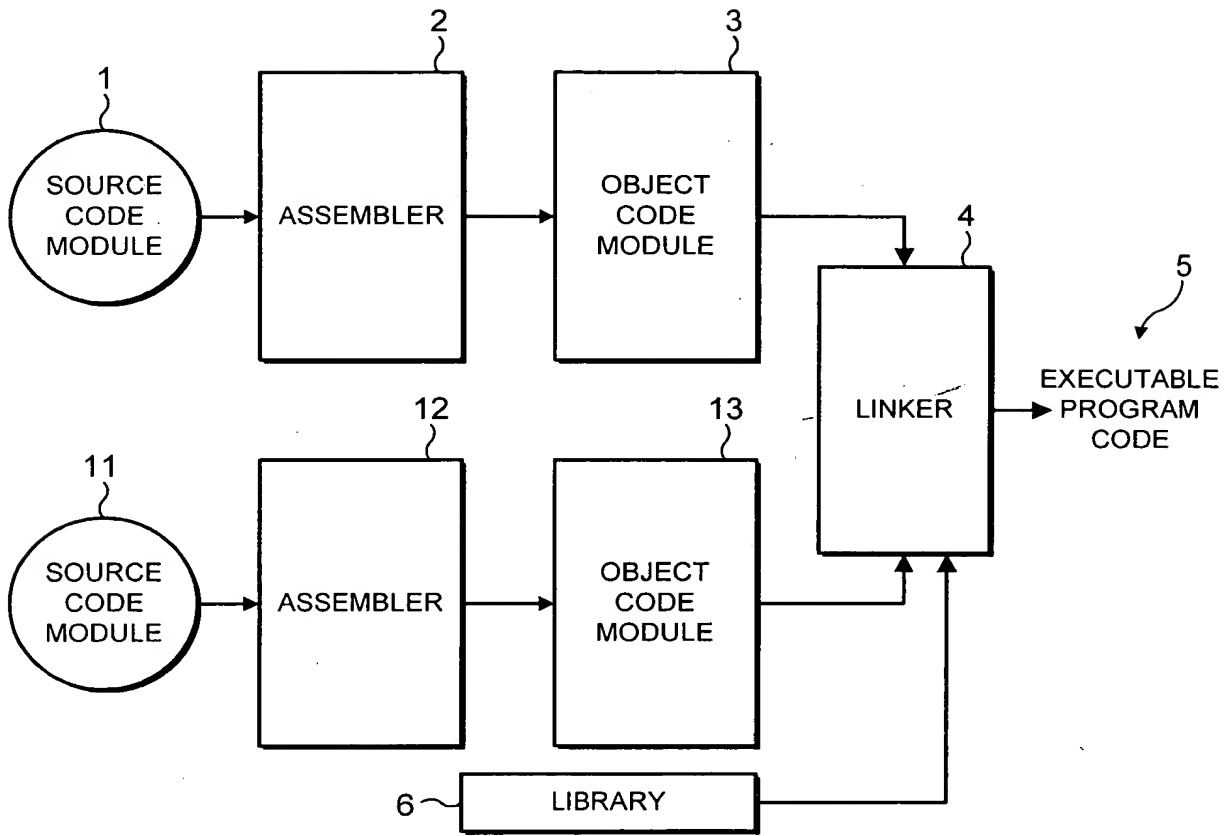 1
SOURCE
CODE
MODULE
2
ASSEMBLER
3
OBJECT
CODE
MODULE
4
LINKER
5
EXECUTABLE
PROGRAM
CODE
11
SOURCE
CODE
MODULE
12
ASSEMBLER
13
OBJECT
CODE
MODULE
6
LIBRARY